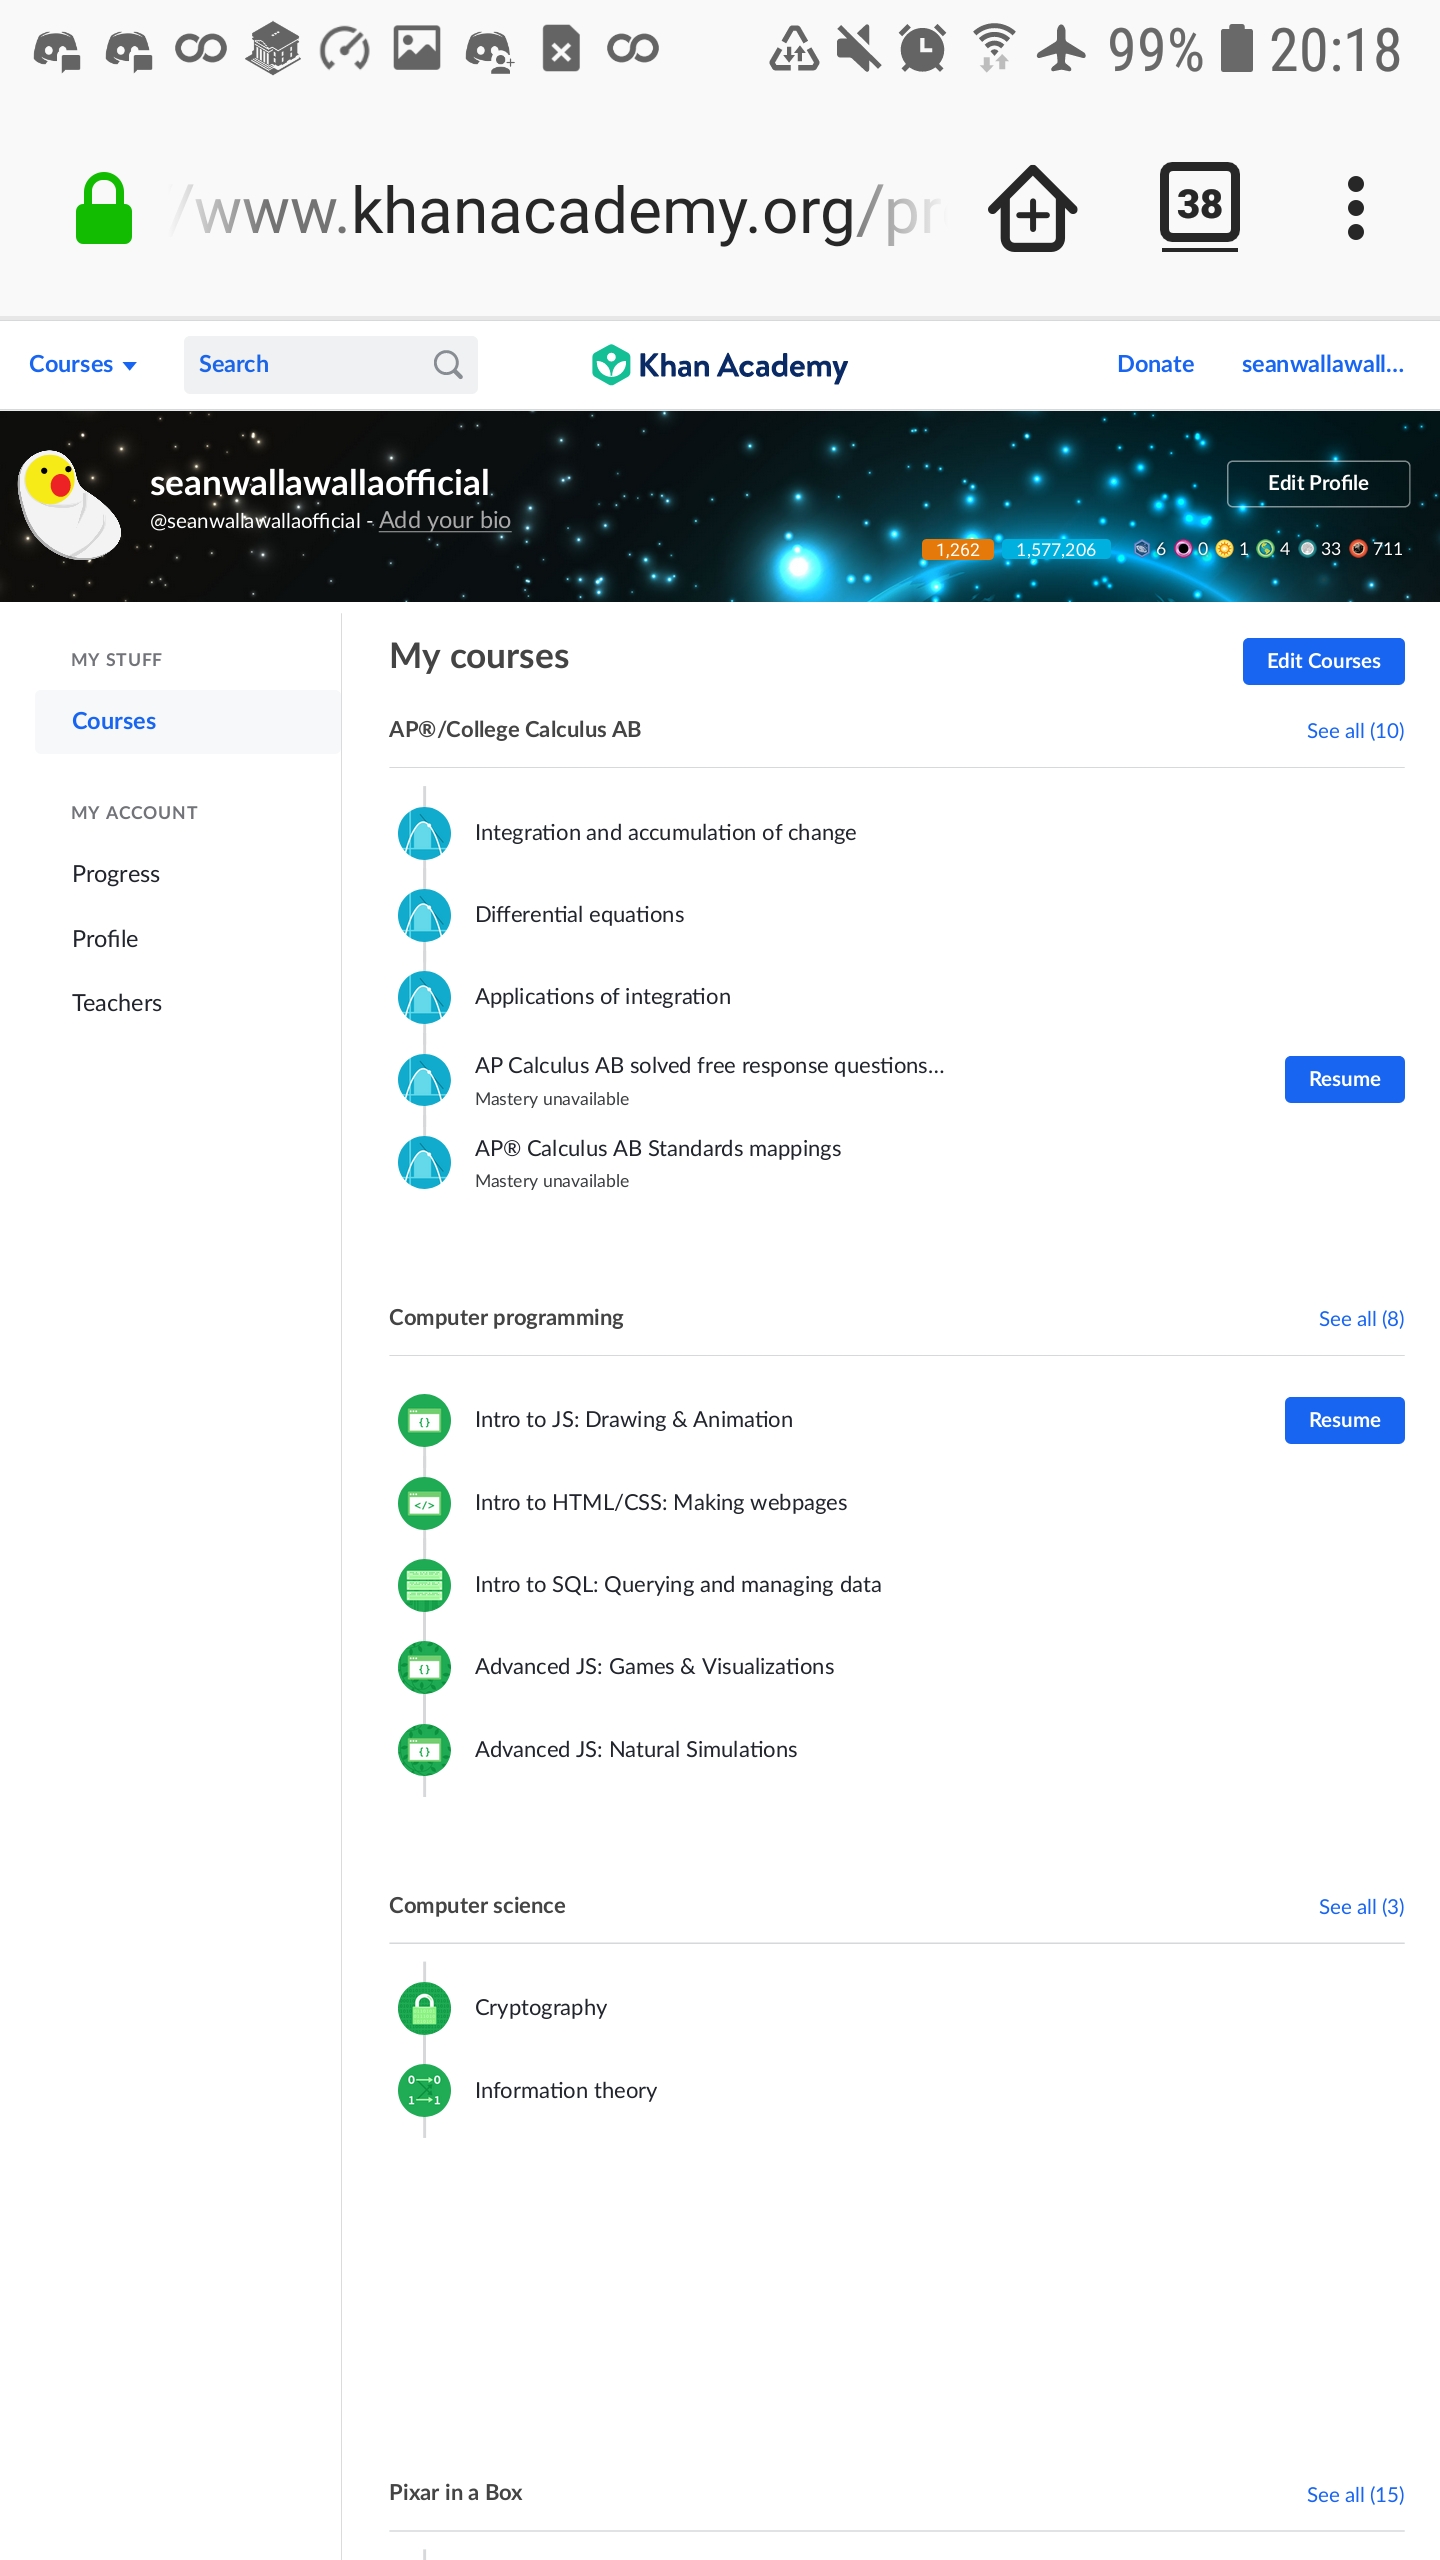 99% 20:18
/www.khanacademy.org/pr
38
Courses
Search
Khan Academy
Donate
seanwallawall...
seanwallawallaofficial
@seanwallawallaofficial - Add your bio
Edit Profile
1,262 1,577,206 6 0 1 4 33 711
MY STUFF
Courses
MY ACCOUNT
Progress
Profile
Teachers
My courses
Edit Courses
AP®/College Calculus AB
See all (10)
Integration and accumulation of change
Differential equations
Applications of integration
AP Calculus AB solved free response questions...
Mastery unavailable
Resume
AP® Calculus AB Standards mappings
Mastery unavailable
Computer programming
See all (8)
Intro to JS: Drawing & Animation
Resume
Intro to HTML/CSS: Making webpages
Intro to SQL: Querying and managing data
Advanced JS: Games & Visualizations
Advanced JS: Natural Simulations
Computer science
See all (3)
Cryptography
0→0
1→1
Information theory
Pixar in a Box
See all (15)